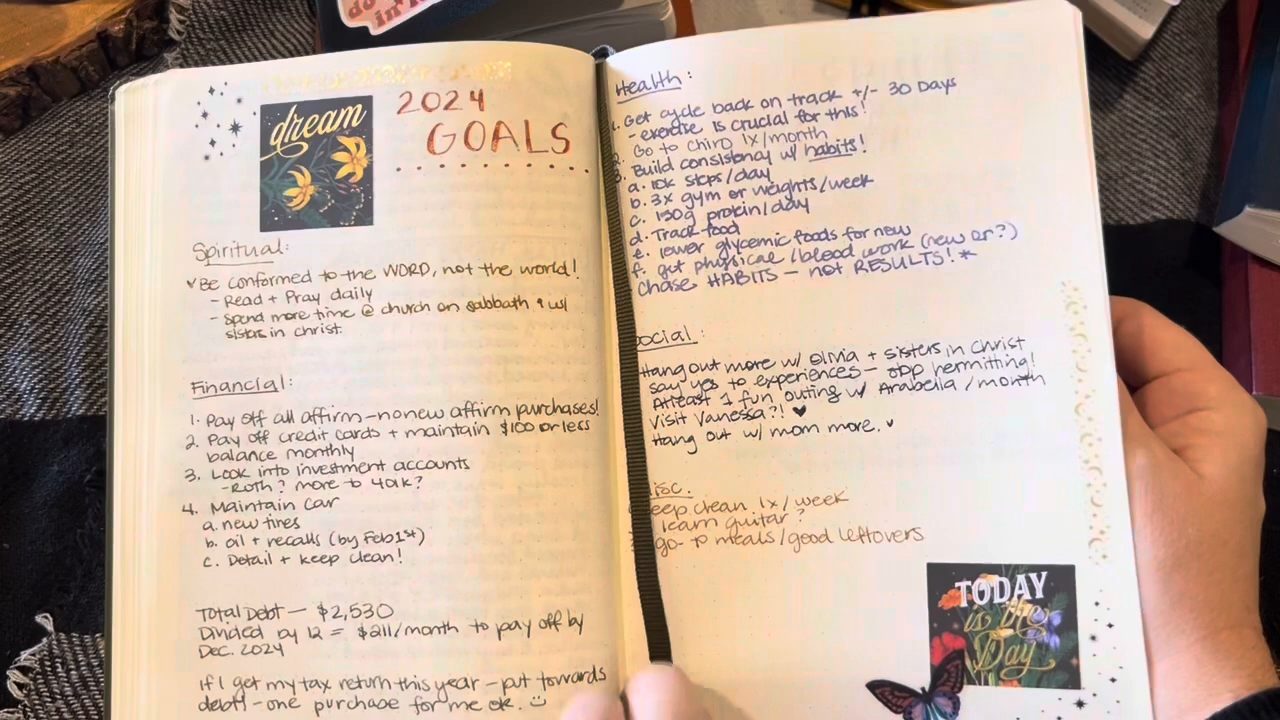 do
in
dream
2024
GOALS
Spiritual:
Be conformed to the WORD, not the world!
- Read + Pray daily
- Spend more time @ church on sabbath + w/
sisters in christ.
Financial:
1. Pay off all affirm - no new affirm purchases!
2. Pay off credit cards + maintain $100 or less
balance monthly
3. Look into investment accounts
- Roth? more to 401k?
4. Maintain car
a. new tires
b. oil + recalls (by Feb 1st)
c. Detail + keep clean!
Total Debt — $2,530
Divided by 12 = $211/month to pay off by
Dec. 2024
If I get my tax return this year - put towards
debt! - one purchase for me ok.
Health:
1. Get cycle back on track +/- 30 Days
- exercise is crucial for this!
2. Go to chiro 1x/month
3. Build consistency w/ habits!
a. 10k steps/day
b. 3x gym or weights/week
c. 130g protein/day
d. Track food
e. lower glycemic foods for now
f. get physical/blood work (new dr?)
Chase HABITS — not RESULTS! *
ocial:
Hang out more w/ Olivia + sisters in Christ
say yes to experiences - permitting!
Atleast 1 fun outing w/ Arabella /month
Visit Vanessa?! ♥
Hang out w/ mom more.
isc.
eep clean 1x/week
learn guitar?
go-to meals/good leftovers
TODAY
is the
Day